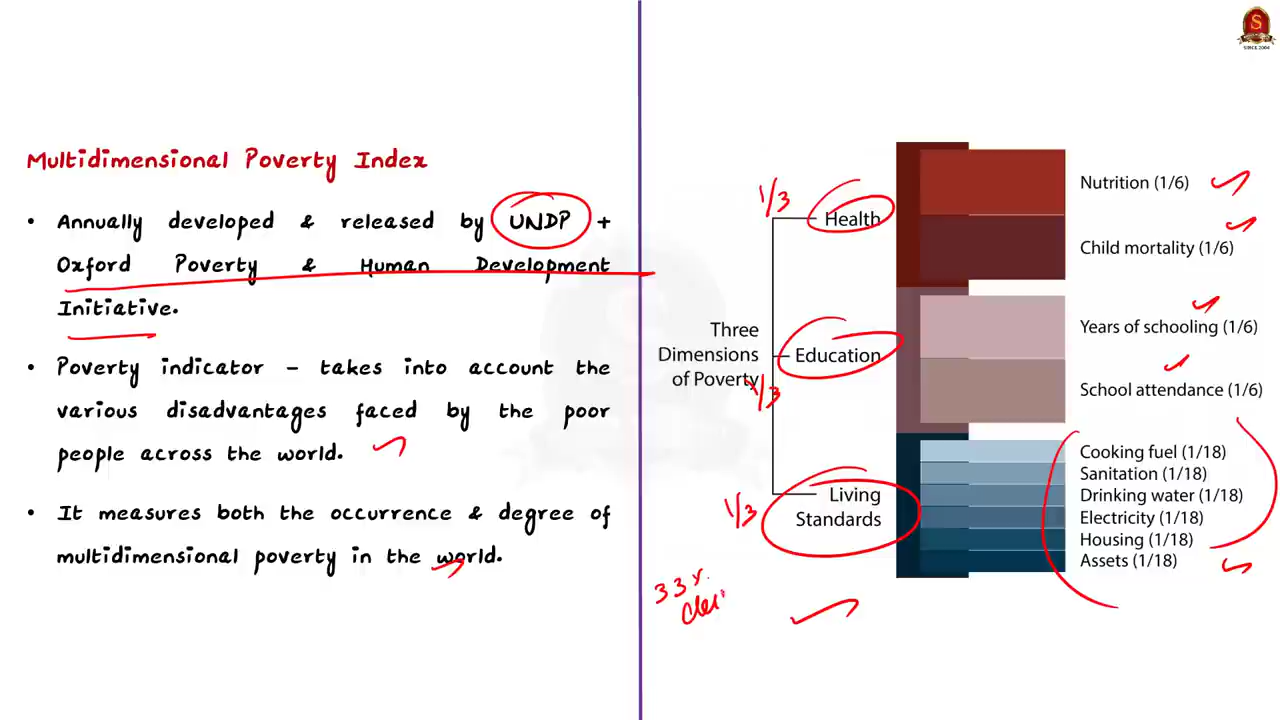 Multidimensional Poverty Index
• Annually developed & released by UNDP +
Oxford Poverty & Human Development
Initiative.
• Poverty indicator – takes into account the
various disadvantages faced by the poor
people across the world.
• It measures both the occurrence & degree of
multidimensional poverty in the world.
S
SINCE 2004
1/3
Health
Nutrition (1/6)
Child mortality (1/6)
Three
Dimensions
of Poverty
1/3
Education
Years of schooling (1/6)
School attendance (1/6)
1/3
Living
Standards
Cooking fuel (1/18)
Sanitation (1/18)
Drinking water (1/18)
Electricity (1/18)
Housing (1/18)
Assets (1/18)
33%